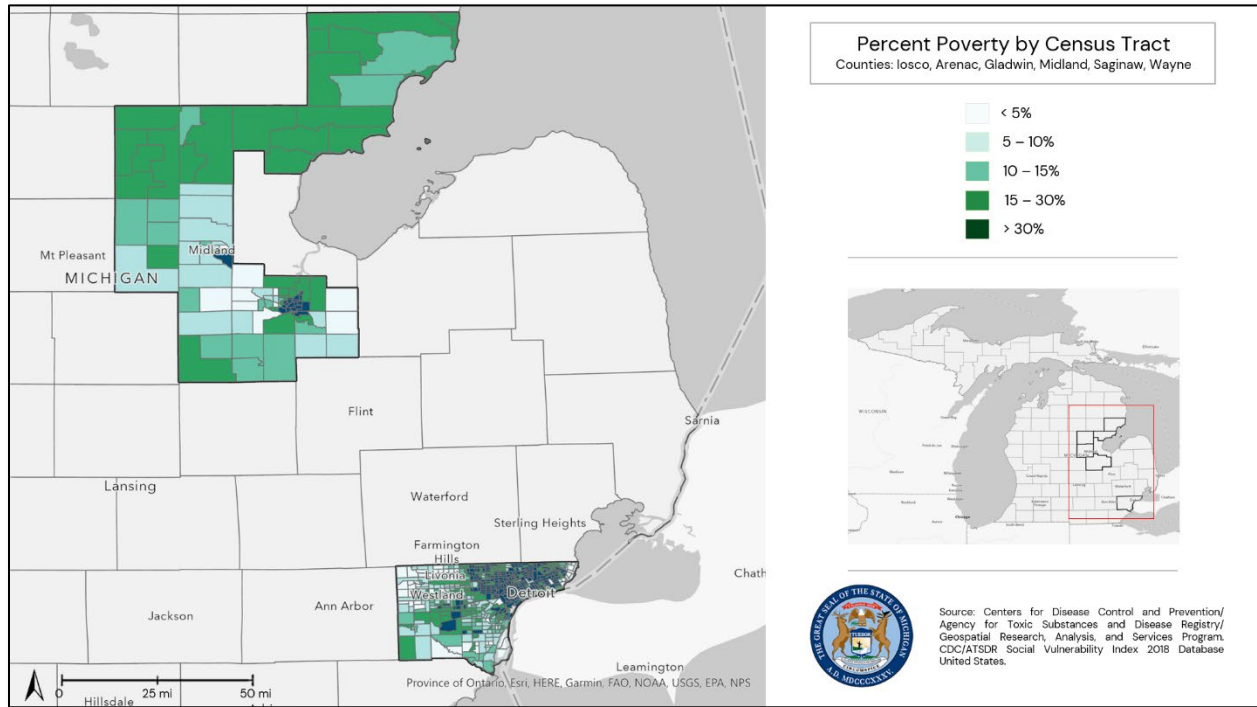 Percent Poverty by Census Tract
Counties: Iosco, Arenac, Gladwin, Midland, Saginaw, Wayne
< 5%
5 – 10%
10 – 15%
15 – 30%
> 30%
Midland
Mt Pleasant
MICHIGAN
Flint
Sarnia
Lansing
Waterford
Sterling Heights
Farmington
Hills
Livonia
Westland
Detroit
Chath
Jackson
Ann Arbor
Leamington
0
25 mi
50 mi
Hillsdale
Province of Ontario, Esri, HERE, Garmin, FAO, NOAA, USGS, EPA, NPS
WISCONSIN
MICHIGAN
Chicago
THE GREAT SEAL OF THE STATE OF MICHIGAN
TUEBOR
A.D. MDCCCXXXV.
Source: Centers for Disease Control and Prevention/
Agency for Toxic Substances and Disease Registry/
Geospatial Research, Analysis, and Services Program.
CDC/ATSDR Social Vulnerability Index 2018 Database
United States.